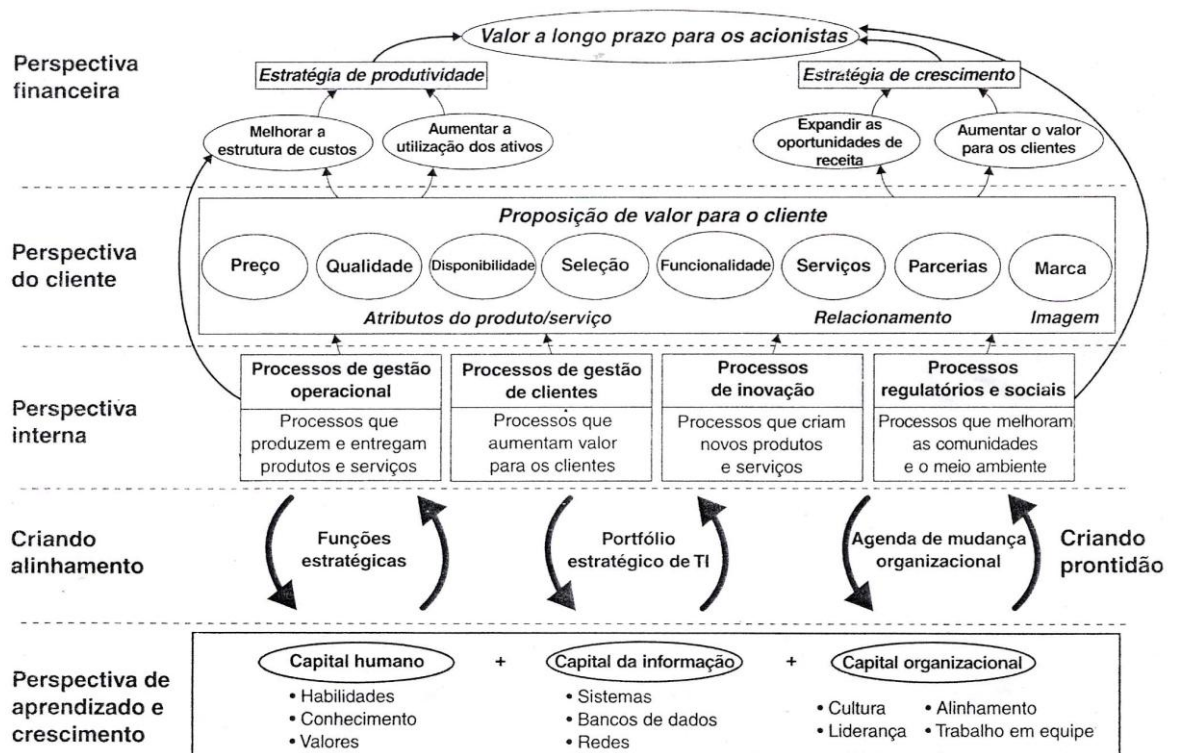 Valor a longo prazo para os acionistas
Perspectiva
financeira
Estratégia de produtividade
Estratégia de crescimento
Melhorar a
estrutura de custos
Aumentar a
utilização dos ativos
Expandir as
oportunidades de
receita
Aumentar o valor
para os clientes
Perspectiva
do cliente
Proposição de valor para o cliente
Preço
Qualidade
Disponibilidade
Seleção
Funcionalidade
Serviços
Parcerias
Marca
Atributos do produto/serviço
Relacionamento
Imagem
Perspectiva
interna
Processos de gestão
operacional
Processos que
produzem e entregam
produtos e serviços
Processos de gestão
de clientes
Processos que
aumentam valor
para os clientes
Processos
de inovação
Processos que criam
novos produtos
e serviços
Processos
regulatórios e sociais
Processos que melhoram
as comunidades
e o meio ambiente
Criando
alinhamento
Funções
estratégicas
Portfólio
estratégico de TI
Agenda de mudança
organizacional
Criando
prontidão
Perspectiva de
aprendizado e
crescimento
Capital humano
• Habilidades
• Conhecimento
• Valores
+
Capital da informação
• Sistemas
• Bancos de dados
• Redes
+
Capital organizacional
• Cultura
• Liderança
• Alinhamento
• Trabalho em equipe